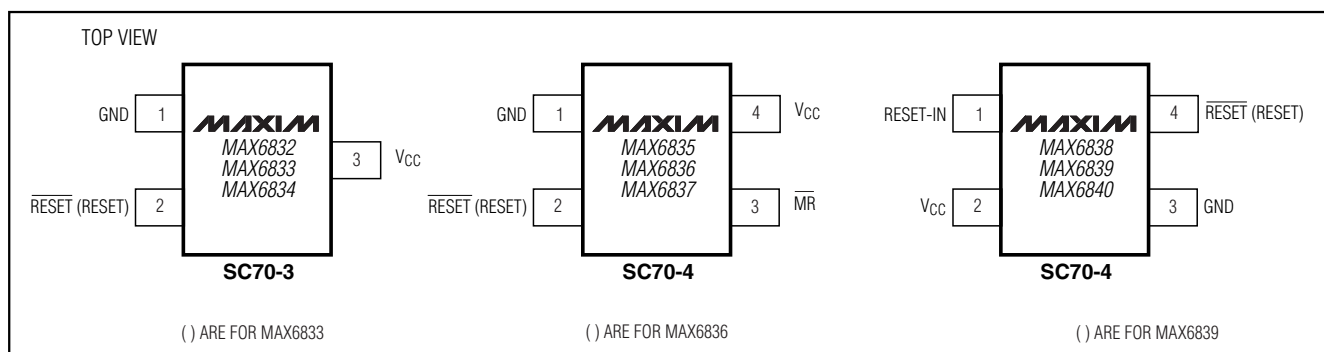 TOP VIEW
GND 1
MAXIM
MAX6832
MAX6833
MAX6834
3 VCC
RESET (RESET) 2
SC70-3
( ) ARE FOR MAX6833
GND 1
MAXIM
MAX6835
MAX6836
MAX6837
4 VCC
RESET (RESET) 2
3 MR
SC70-4
( ) ARE FOR MAX6836
RESET-IN 1
MAXIM
MAX6838
MAX6839
MAX6840
4 RESET (RESET)
VCC 2
3 GND
SC70-4
( ) ARE FOR MAX6839